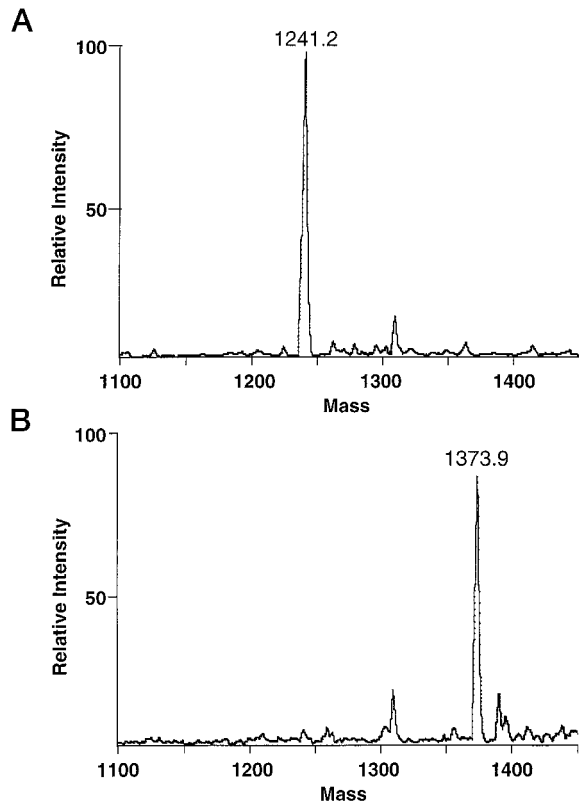 A
1241.2
100
Relative Intensity
50
1100 1200 1300 1400
Mass
B
100
1373.9
Relative Intensity
50
1100 1200 1300 1400
Mass